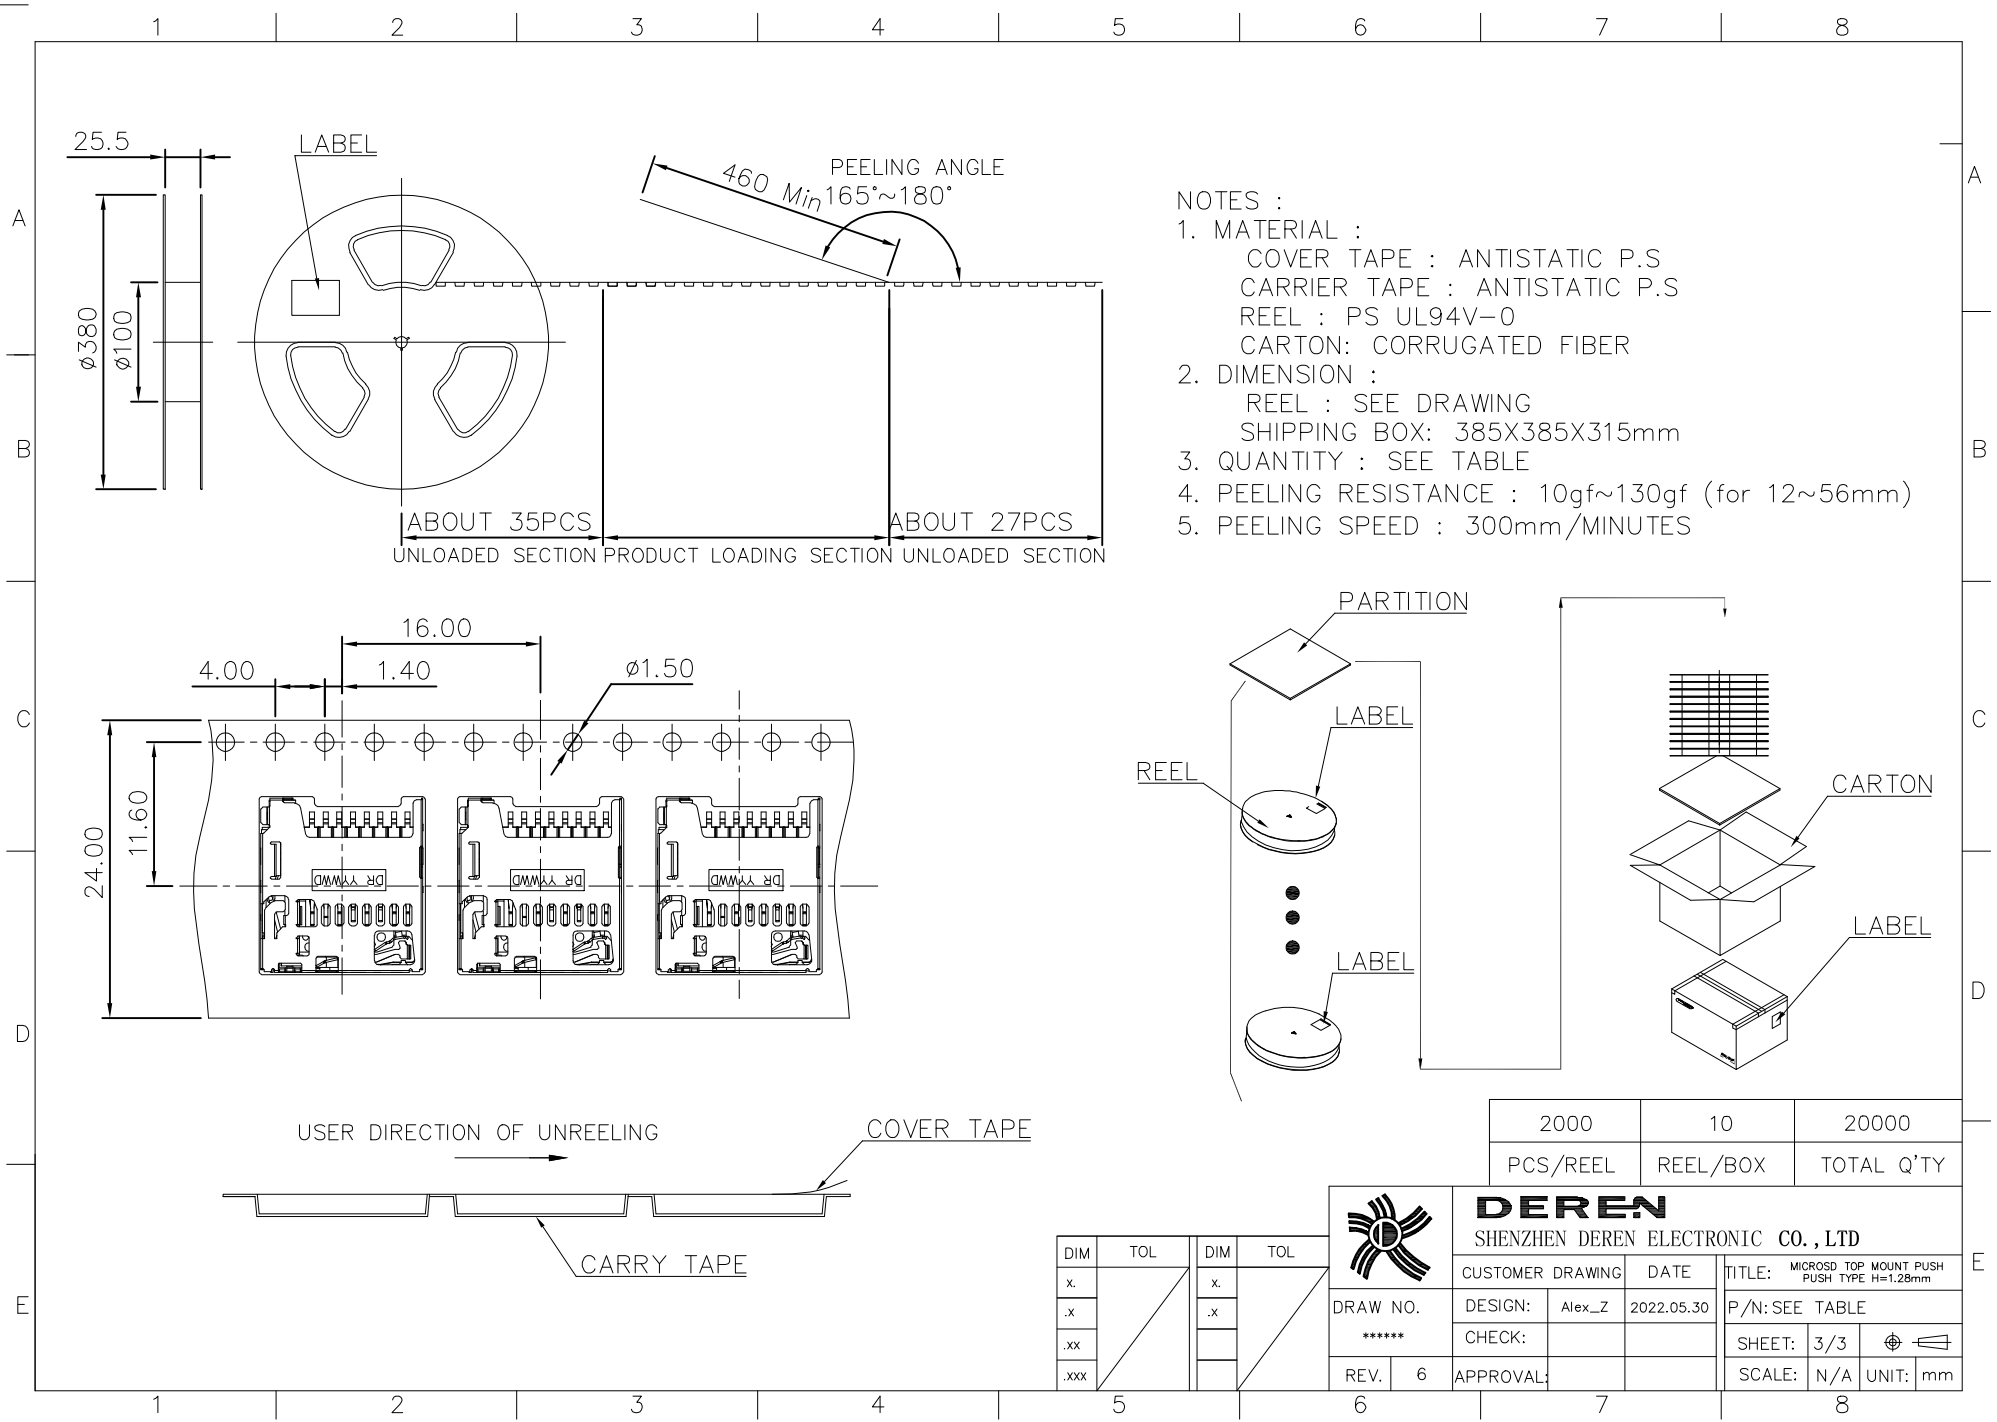 1 2 3 4 5 6 7 8
A
A
B
B
C
C
D
D
E
E
25.5
LABEL
ø380
ø100
460 Min
PEELING ANGLE
165°~180°
ABOUT 35PCS
UNLOADED SECTION
PRODUCT LOADING SECTION
ABOUT 27PCS
UNLOADED SECTION
NOTES :
1. MATERIAL :
COVER TAPE : ANTISTATIC P.S
CARRIER TAPE : ANTISTATIC P.S
REEL : PS UL94V-0
CARTON: CORRUGATED FIBER
2. DIMENSION :
REEL : SEE DRAWING
SHIPPING BOX: 385X385X315mm
3. QUANTITY : SEE TABLE
4. PEELING RESISTANCE : 10gf~130gf (for 12~56mm)
5. PEELING SPEED : 300mm/MINUTES
16.00
4.00
1.40
ø1.50
24.00
11.60
DR YYWWD
DR YYWWD
DR YYWWD
PARTITION
LABEL
REEL
LABEL
CARTON
LABEL
USER DIRECTION OF UNREELING
COVER TAPE
CARRY TAPE
2000 10 20000
PCS/REEL REEL/BOX TOTAL Q'TY
DEREN
SHENZHEN DEREN ELECTRONIC CO.,LTD
DIM TOL DIM TOL
X. X.
.X .X
.XX
.XXX
CUSTOMER DRAWING DATE
TITLE: MICROSD TOP MOUNT PUSH
PUSH TYPE H=1.28mm
DRAW NO.
******
DESIGN: Alex_Z 2022.05.30
P/N: SEE TABLE
CHECK:
SHEET: 3/3
REV. 6
APPROVAL:
SCALE: N/A UNIT: mm
1 2 3 4 5 6 7 8